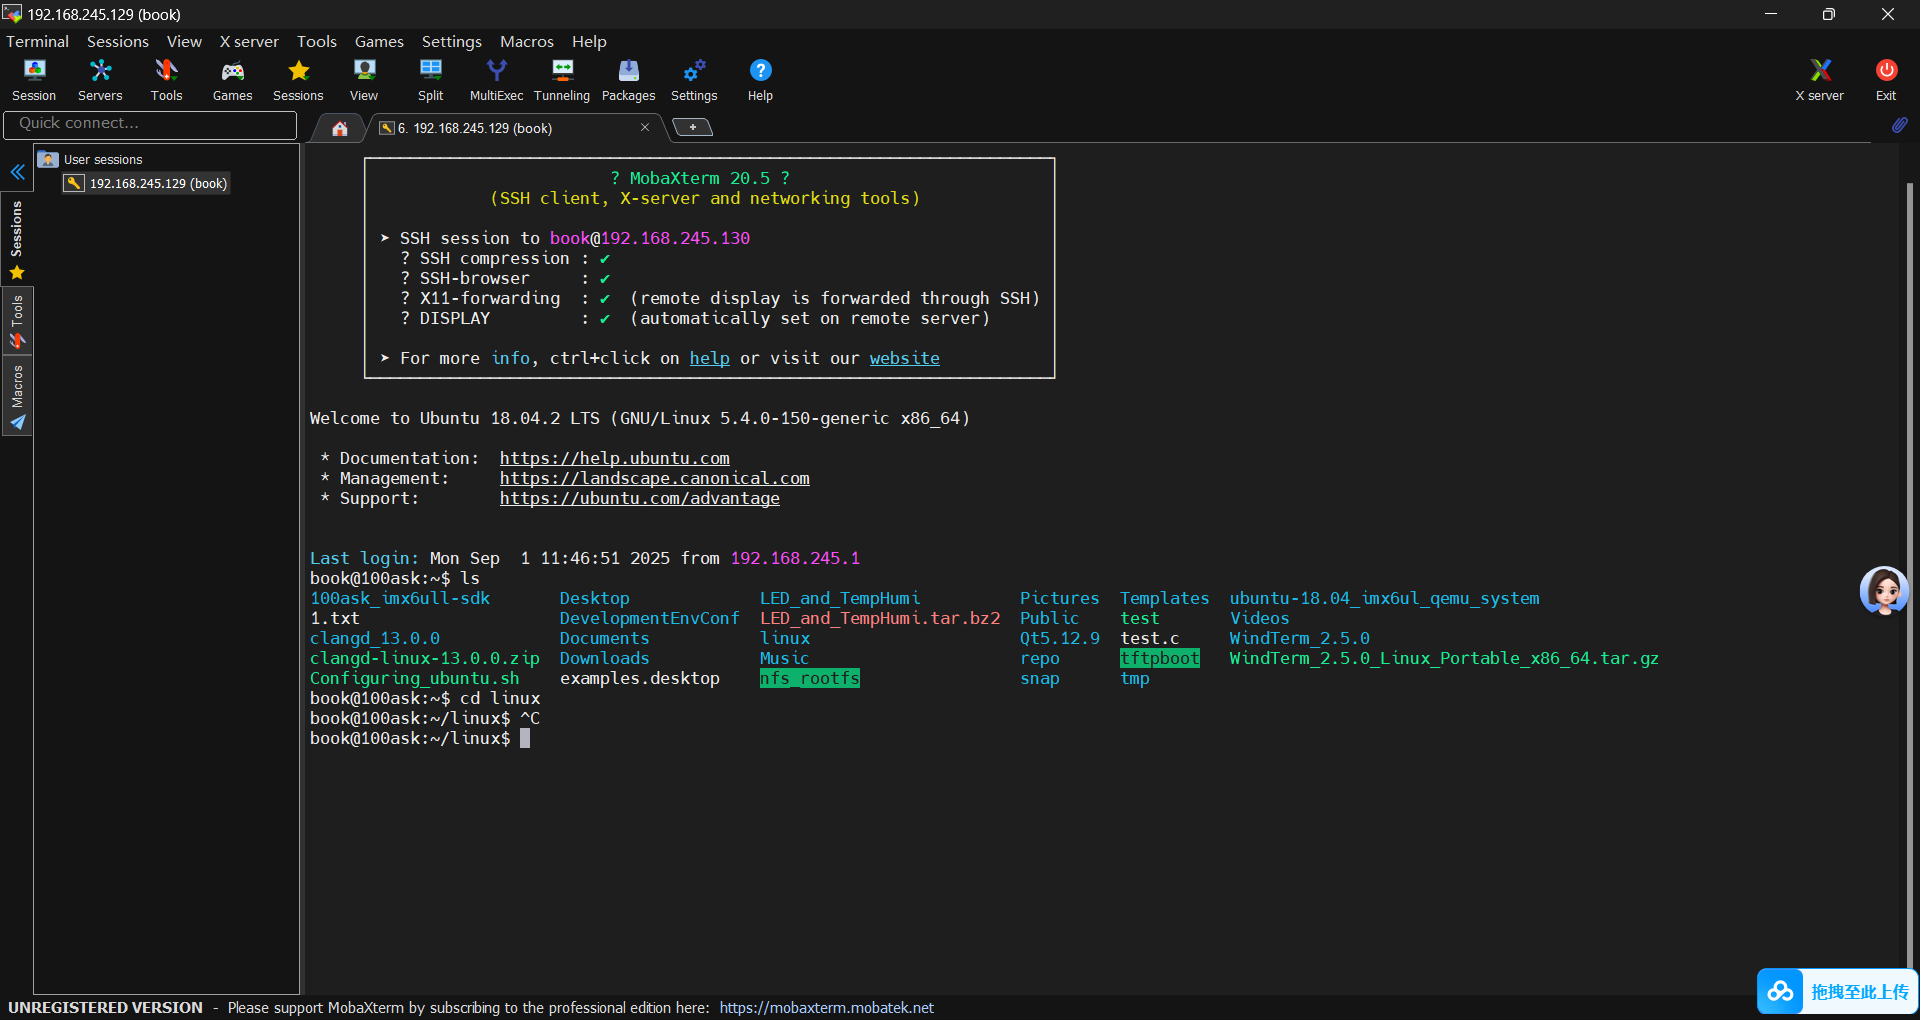 192.168.245.129 (book)
Terminal Sessions View X server Tools Games Settings Macros Help
Session Servers Tools Games Sessions View Split MultiExec Tunneling Packages Settings Help X server Exit
Quick connect...
6. 192.168.245.129 (book)
User sessions
192.168.245.129 (book)
Sessions
Tools
Macros
? MobaXterm 20.5 ?
(SSH client, X-server and networking tools)
➤ SSH session to book@192.168.245.130
? SSH compression : ✔
? SSH-browser : ✔
? X11-forwarding : ✔ (remote display is forwarded through SSH)
? DISPLAY : ✔ (automatically set on remote server)
➤ For more info, ctrl+click on help or visit our website
Welcome to Ubuntu 18.04.2 LTS (GNU/Linux 5.4.0-150-generic x86_64)
* Documentation: https://help.ubuntu.com
* Management: https://landscape.canonical.com
* Support: https://ubuntu.com/advantage
Last login: Mon Sep 1 11:46:51 2025 from 192.168.245.1
book@100ask:~$ ls
100ask_imx6ull-sdk Desktop LED_and_TempHumi Pictures Templates ubuntu-18.04_imx6ul_qemu_system
1.txt DevelopmentEnvConf LED_and_TempHumi.tar.bz2 Public test Videos
clangd_13.0.0 Documents linux Qt5.12.9 test.c WindTerm_2.5.0
clangd-linux-13.0.0.zip Downloads Music repo tftpboot WindTerm_2.5.0_Linux_Portable_x86_64.tar.gz
Configuring_ubuntu.sh examples.desktop nfs_rootfs snap tmp
book@100ask:~$ cd linux
book@100ask:~/linux$ ^C
book@100ask:~/linux$
拖拽至此上传
UNREGISTERED VERSION - Please support MobaXterm by subscribing to the professional edition here: https://mobaxterm.mobatek.net